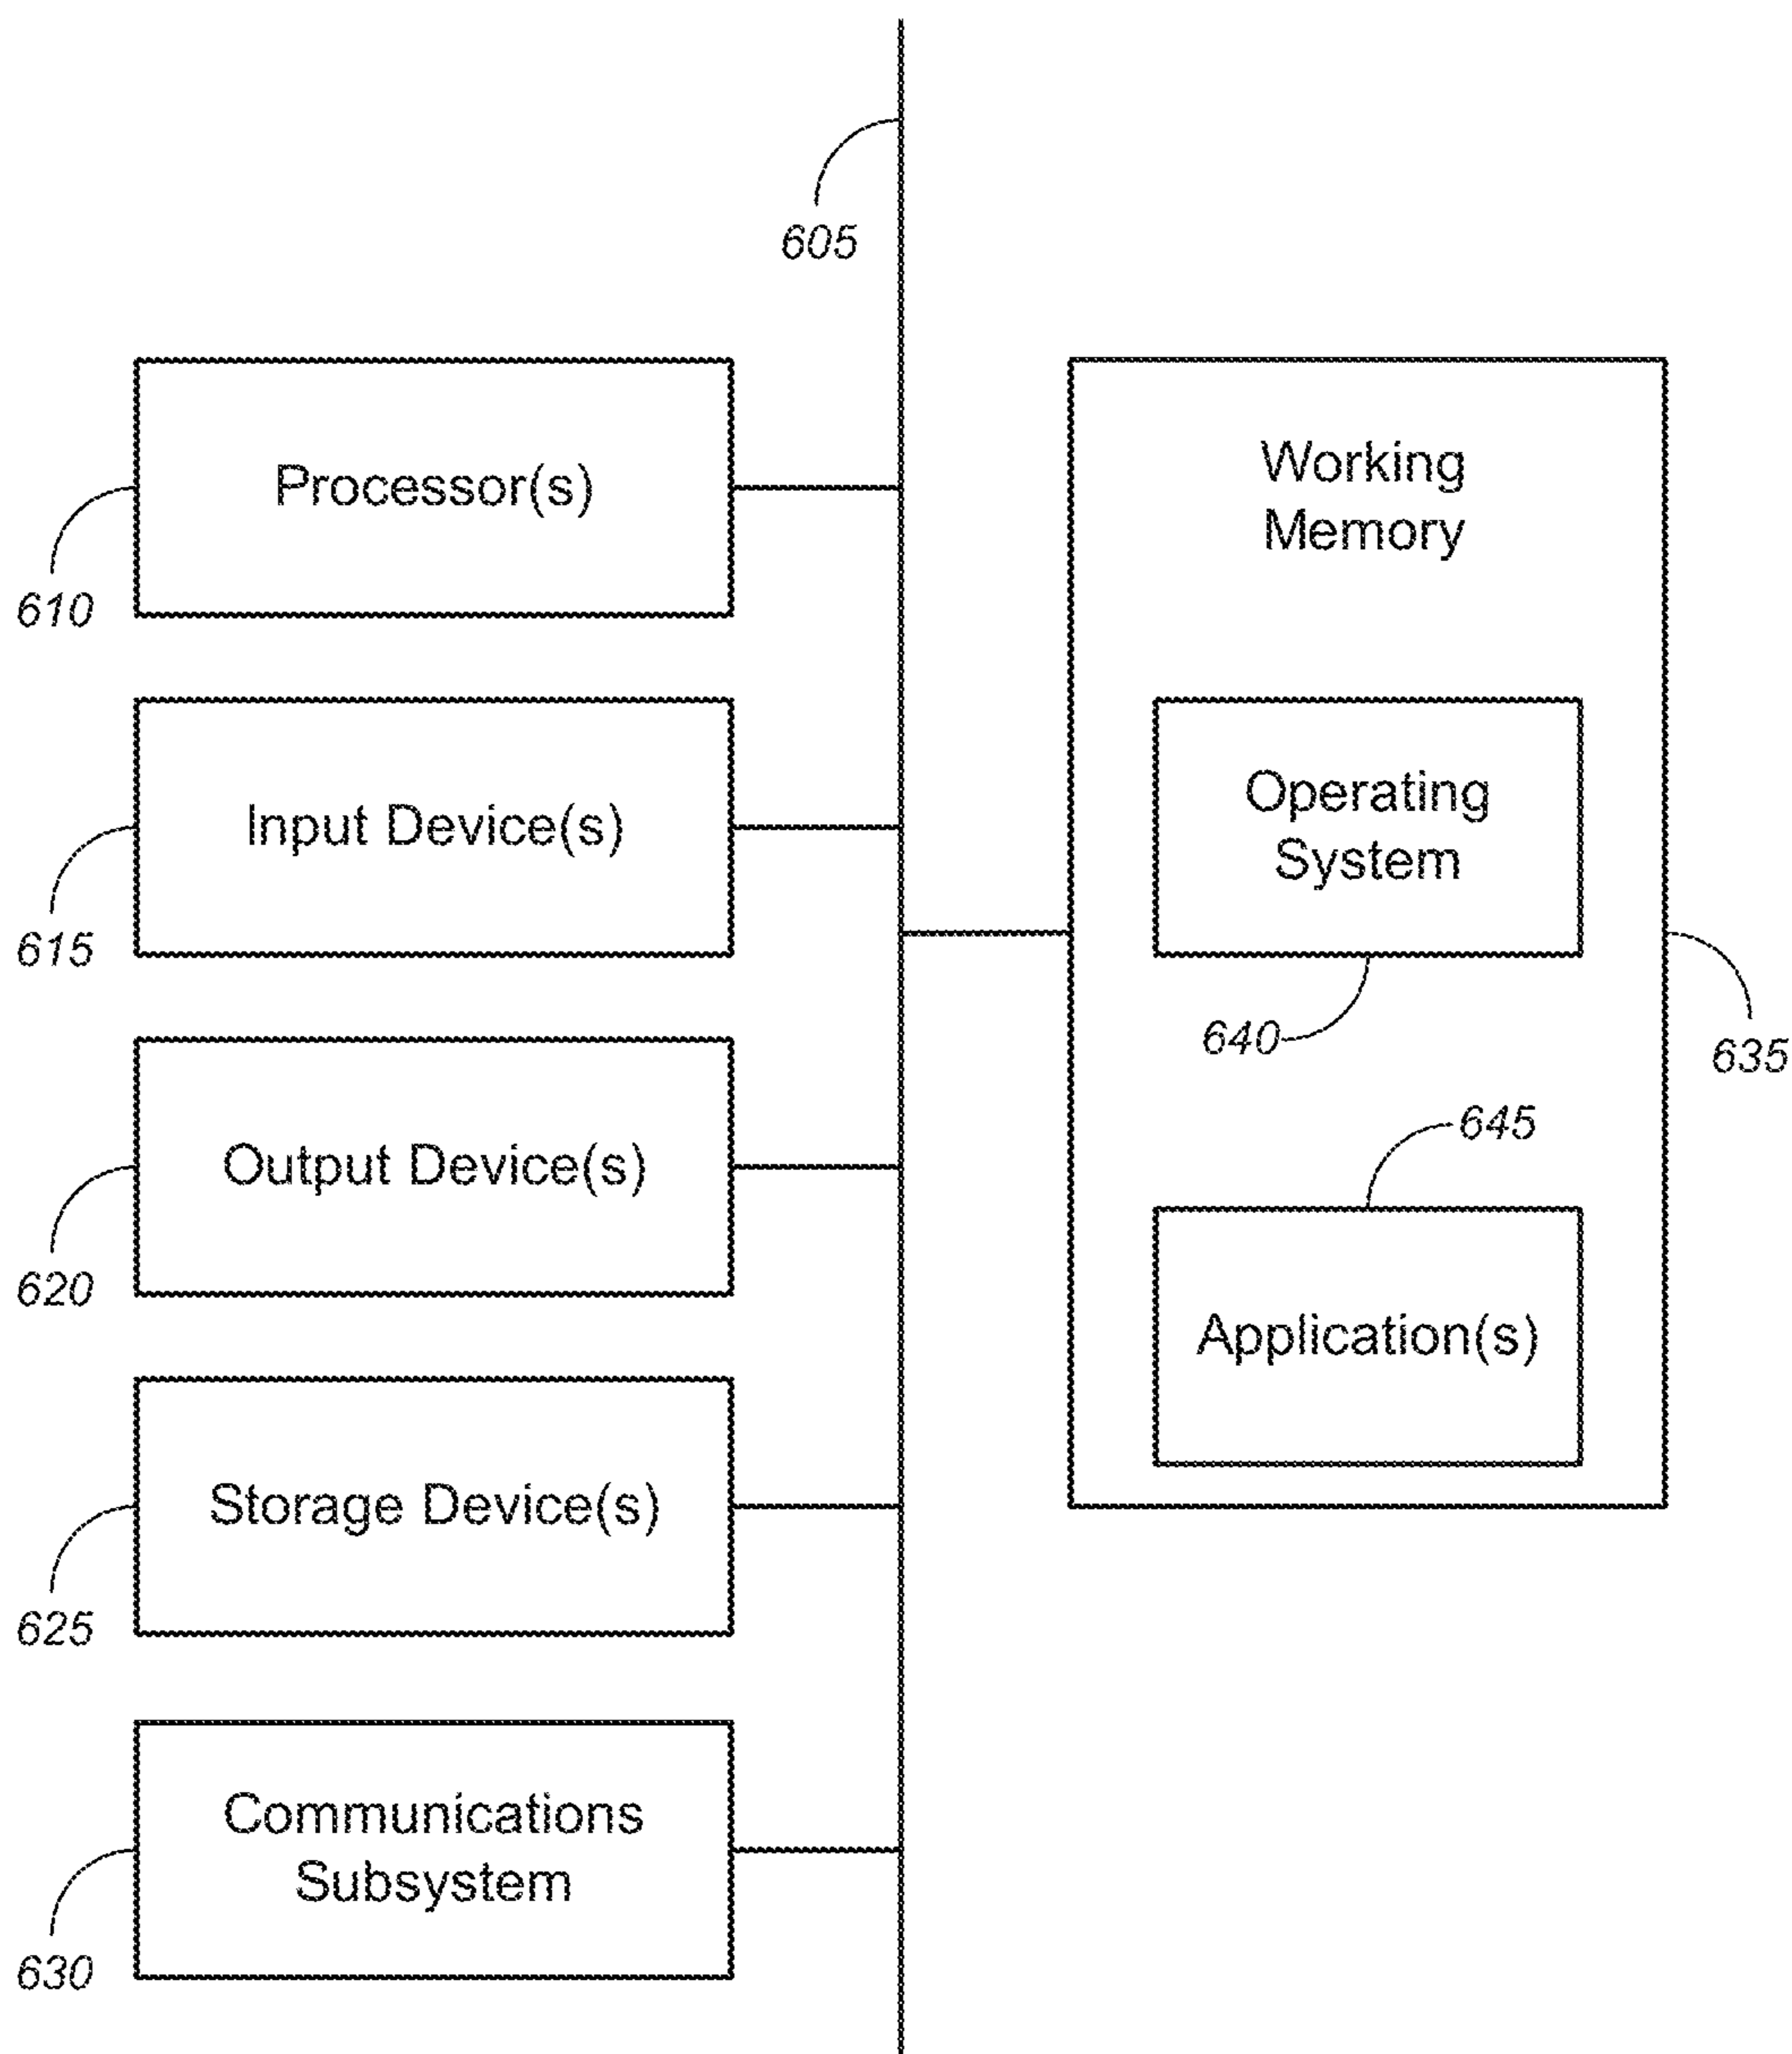 605
Processor(s)
610
Input Device(s)
615
Output Device(s)
620
Storage Device(s)
625
Communications
Subsystem
630
Working
Memory
Operating
System
640
635
645
Application(s)